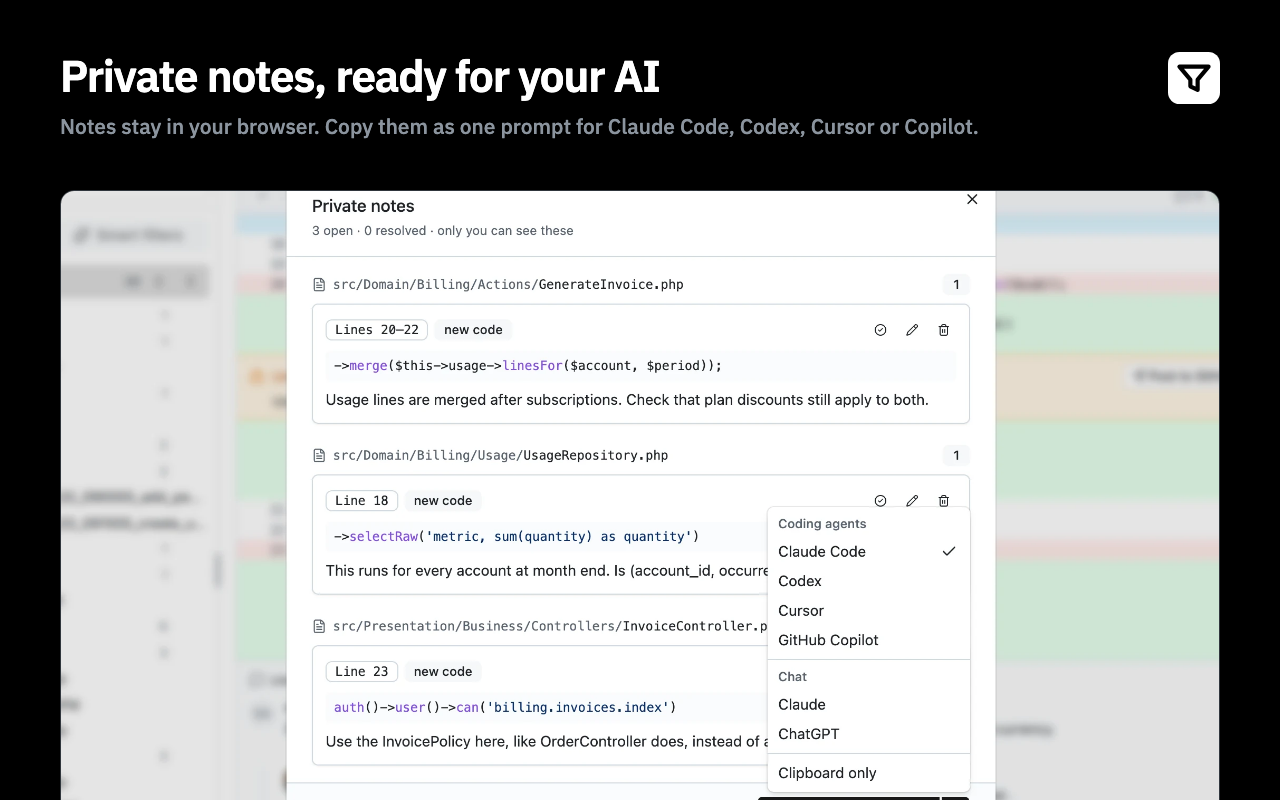 Private notes, ready for your AI
Notes stay in your browser. Copy them as one prompt for Claude Code, Codex, Cursor or Copilot.
Private notes
3 open · 0 resolved · only you can see these
src/Domain/Billing/Actions/GenerateInvoice.php 1
Lines 20–22 new code
->merge($this->usage->linesFor($account, $period));
Usage lines are merged after subscriptions. Check that plan discounts still apply to both.
src/Domain/Billing/Usage/UsageRepository.php 1
Line 18 new code
->selectRaw('metric, sum(quantity) as quantity')
This runs for every account at month end. Is (account_id, occurre
src/Presentation/Business/Controllers/InvoiceController.p
Line 23 new code
auth()->user()->can('billing.invoices.index')
Use the InvoicePolicy here, like OrderController does, instead of a
Coding agents
Claude Code
Codex
Cursor
GitHub Copilot
Chat
Claude
ChatGPT
Clipboard only